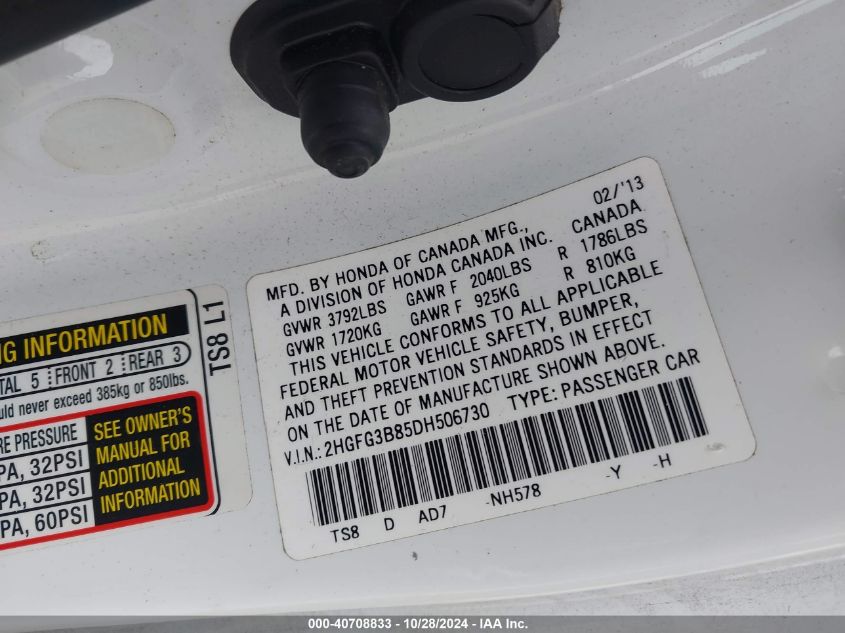 02/'13
MFD. BY HONDA OF CANADA MFG.,
A DIVISION OF HONDA CANADA INC. CANADA
GVWR 3792LBS GAWR F 2040LBS R 1786LBS
GVWR 1720KG GAWR F 925KG R 810KG
THIS VEHICLE CONFORMS TO ALL APPLICABLE
FEDERAL MOTOR VEHICLE SAFETY, BUMPER,
AND THEFT PREVENTION STANDARDS IN EFFECT
ON THE DATE OF MANUFACTURE SHOWN ABOVE.
V.I.N.: 2HGFG3B85DH506730 TYPE: PASSENGER CAR
TS8 D AD7 -NH578 -Y -H
NG INFORMATION
TAL 5 FRONT 2 REAR 3
uld never exceed 385kg or 850lbs.
RE PRESSURE
PA, 32PSI
PA, 32PSI
PA, 60PSI
SEE OWNER'S
MANUAL FOR
ADDITIONAL
INFORMATION
TS8 L1
000-40708833 - 10/28/2024 - IAA Inc.